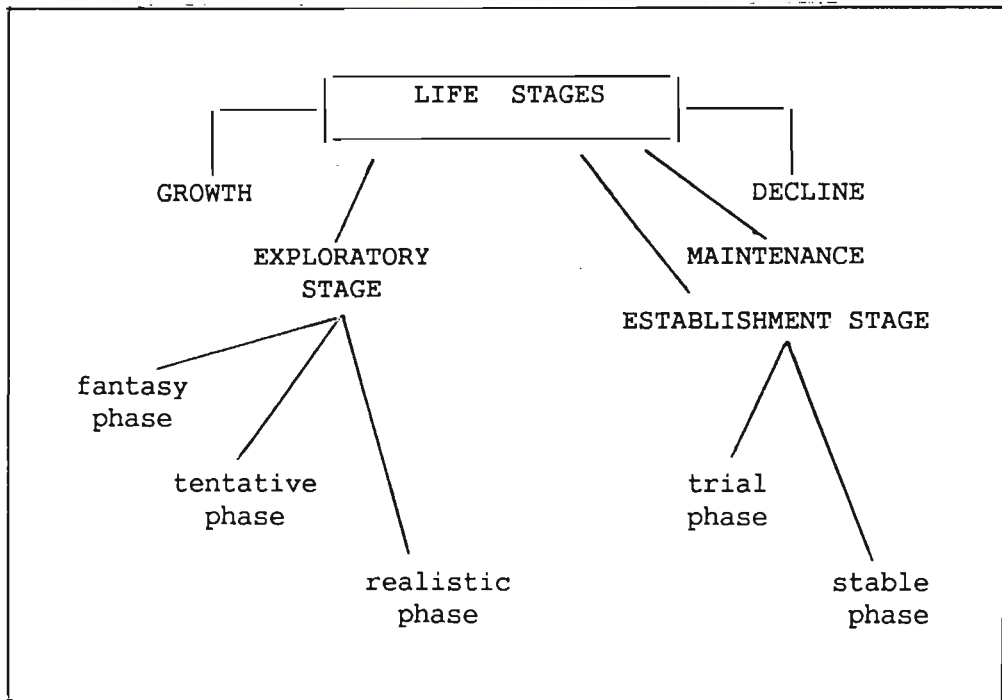 LIFE STAGES
GROWTH
DECLINE
EXPLORATORY
STAGE
MAINTENANCE
ESTABLISHMENT STAGE
fantasy
phase
tentative
phase
trial
phase
realistic
phase
stable
phase